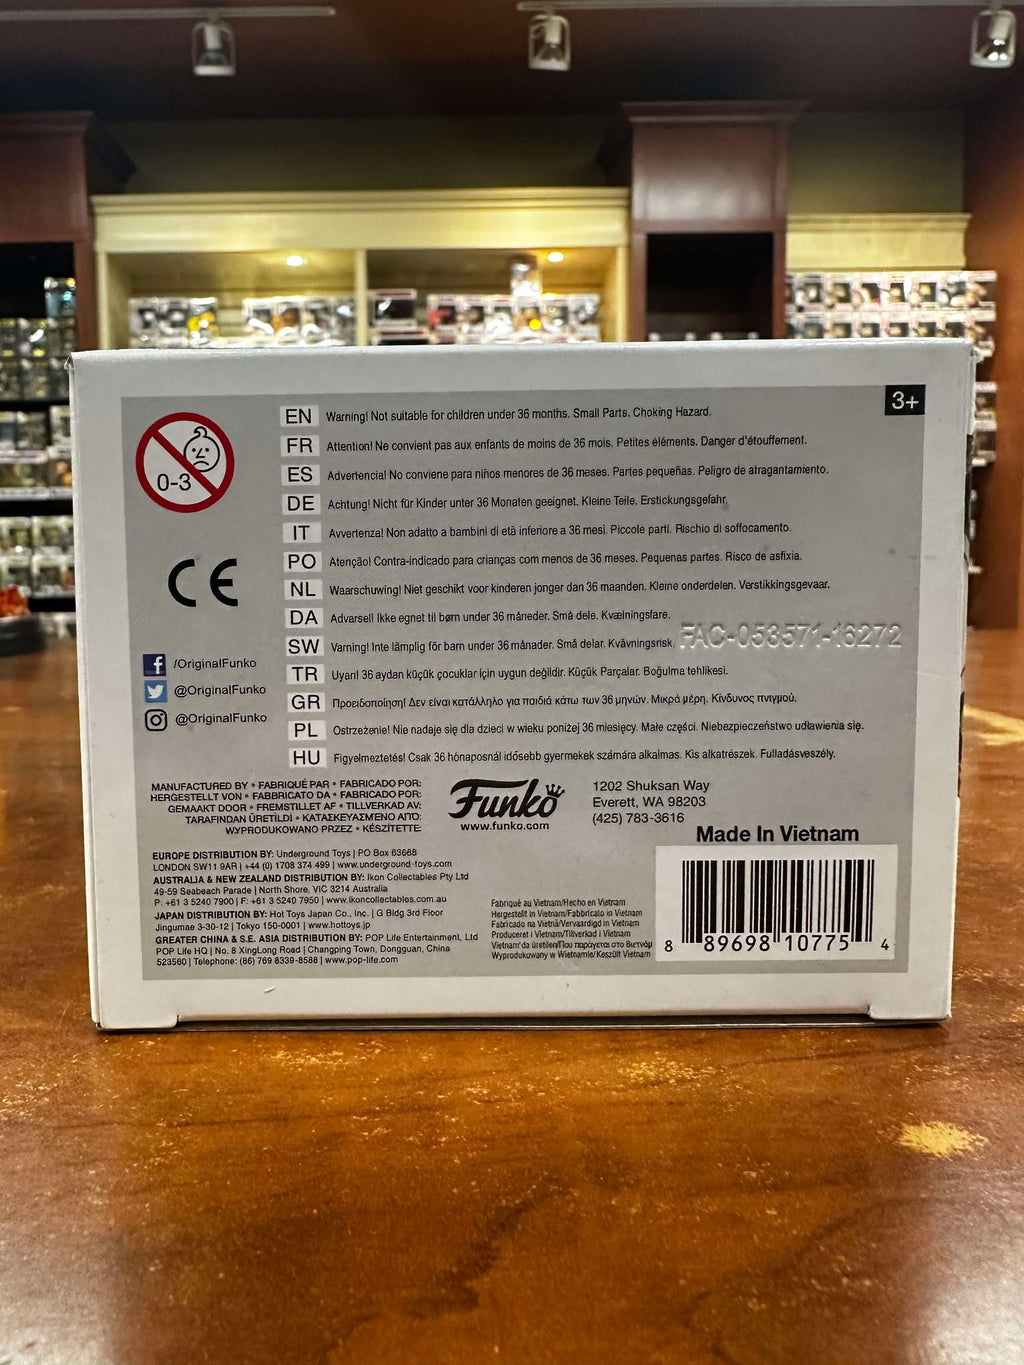 3+
0-3
EN Warning! Not suitable for children under 36 months. Small Parts. Choking Hazard.
FR Attention! Ne convient pas aux enfants de moins de 36 mois. Petites éléments. Danger d'étouffement.
ES Advertencia! No conviene para niños menores de 36 meses. Partes pequeñas. Peligro de atragantamiento.
DE Achtung! Nicht für Kinder unter 36 Monaten geeignet. Kleine Teile. Erstickungsgefahr.
IT Avvertenza! Non adatto a bambini di età inferiore a 36 mesi. Piccole parti. Rischio di soffocamento.
PO Atenção! Contra-indicado para crianças com menos de 36 meses. Pequenas partes. Risco de asfixia.
NL Waarschuwing! Niet geschikt voor kinderen jonger dan 36 maanden. Kleine onderdelen. Verstikkingsgevaar.
DA Advarsel! Ikke egnet til børn under 36 måneder. Små dele. Kvælningsfare.
SW Varning! Inte lämplig för barn under 36 månader. Små delar. Kvävningsrisk.
FAC-053571-16272
TR Uyarı! 36 aydan küçük çocuklar için uygun değildir. Küçük Parçalar. Boğulma tehlikesi.
GR Προειδοποίηση! Δεν είναι κατάλληλο για παιδιά κάτω των 36 μηνών. Μικρά μέρη. Κίνδυνος πνιγμού.
PL Ostrzeżenie! Nie nadaje się dla dzieci w wieku poniżej 36 miesięcy. Małe części. Niebezpieczeństwo udławienia się.
HU Figyelmeztetés! Csak 36 hónaposnál idősebb gyermekek számára alkalmas. Kis alkatrészek. Fulladásveszély.
CE
/OriginalFunko
@OriginalFunko
@OriginalFunko
MANUFACTURED BY • FABRIQUÉ PAR • FABRICADO POR:
HERGESTELLT VON • FABBRICATO DA • FABRICADO POR:
GEMAAKT DOOR • FREMSTILLET AF • TILLVERKAD AV:
TARAFINDAN ÜRETİLDİ • ΚΑΤΑΣΚΕΥΑΣΜΕΝΟ ΑΠΟ:
WYPRODUKOWANO PRZEZ • KÉSZÍTETTE:
Funko
www.funko.com
1202 Shuksan Way
Everett, WA 98203
(425) 783-3616
Made In Vietnam
EUROPE DISTRIBUTION BY: Underground Toys | PO Box 63668
LONDON SW11 9AR | +44 (0) 1708 374 499 | www.underground-toys.com
AUSTRALIA & NEW ZEALAND DISTRIBUTION BY: Ikon Collectables Pty Ltd
49-59 Seabeach Parade | North Shore, VIC 3214 Australia
P: +61 3 5240 7900 | F: +61 3 5240 7950 | www.ikoncollectables.com.au
JAPAN DISTRIBUTION BY: Hot Toys Japan Co., Inc. | G Bldg 3rd Floor
Jingumae 3-30-12 | Tokyo 150-0001 | www.hottoys.jp
GREATER CHINA & S.E. ASIA DISTRIBUTION BY: POP Life Entertainment, Ltd
POP Life HQ | No. 8 XingLong Road | Changping Town, Dongguan, China
523560 | Telephone: (86) 769 8339-8588 | www.pop-life.com
Fabriqué au Vietnam/Hecho en Vietnam
Hergestellt in Vietnam/Fabbricato in Vietnam
Fabricado na Vietnã/Vervaardigd in Vietnam
Produceret i Vietnam/Tillverkad i Vietnam
Vietnam'da üretilen/Που παράγεται στο Βιετνάμ
Wyprodukowany w Wietnamie/Készült Vietnam
8 89698 10775 4